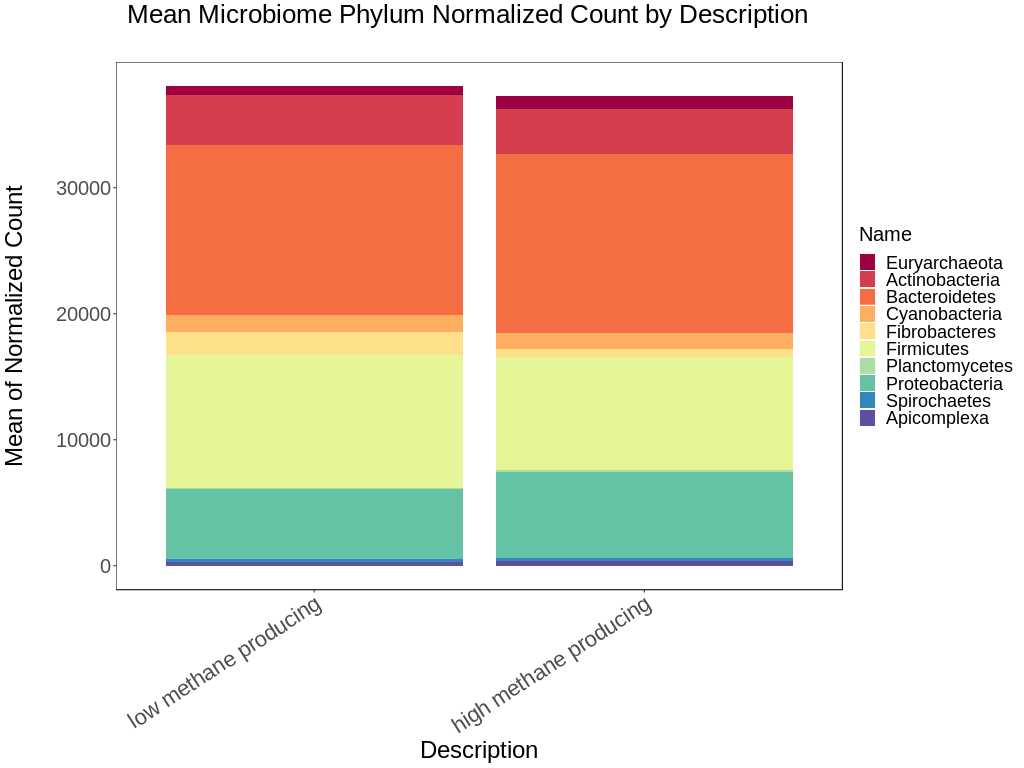 Mean Microbiome Phylum Normalized Count by Description
Mean of Normalized Count
30000
20000
10000
0
low methane producing
high methane producing
Description
Name
Euryarchaeota
Actinobacteria
Bacteroidetes
Cyanobacteria
Fibrobacteres
Firmicutes
Planctomycetes
Proteobacteria
Spirochaetes
Apicomplexa